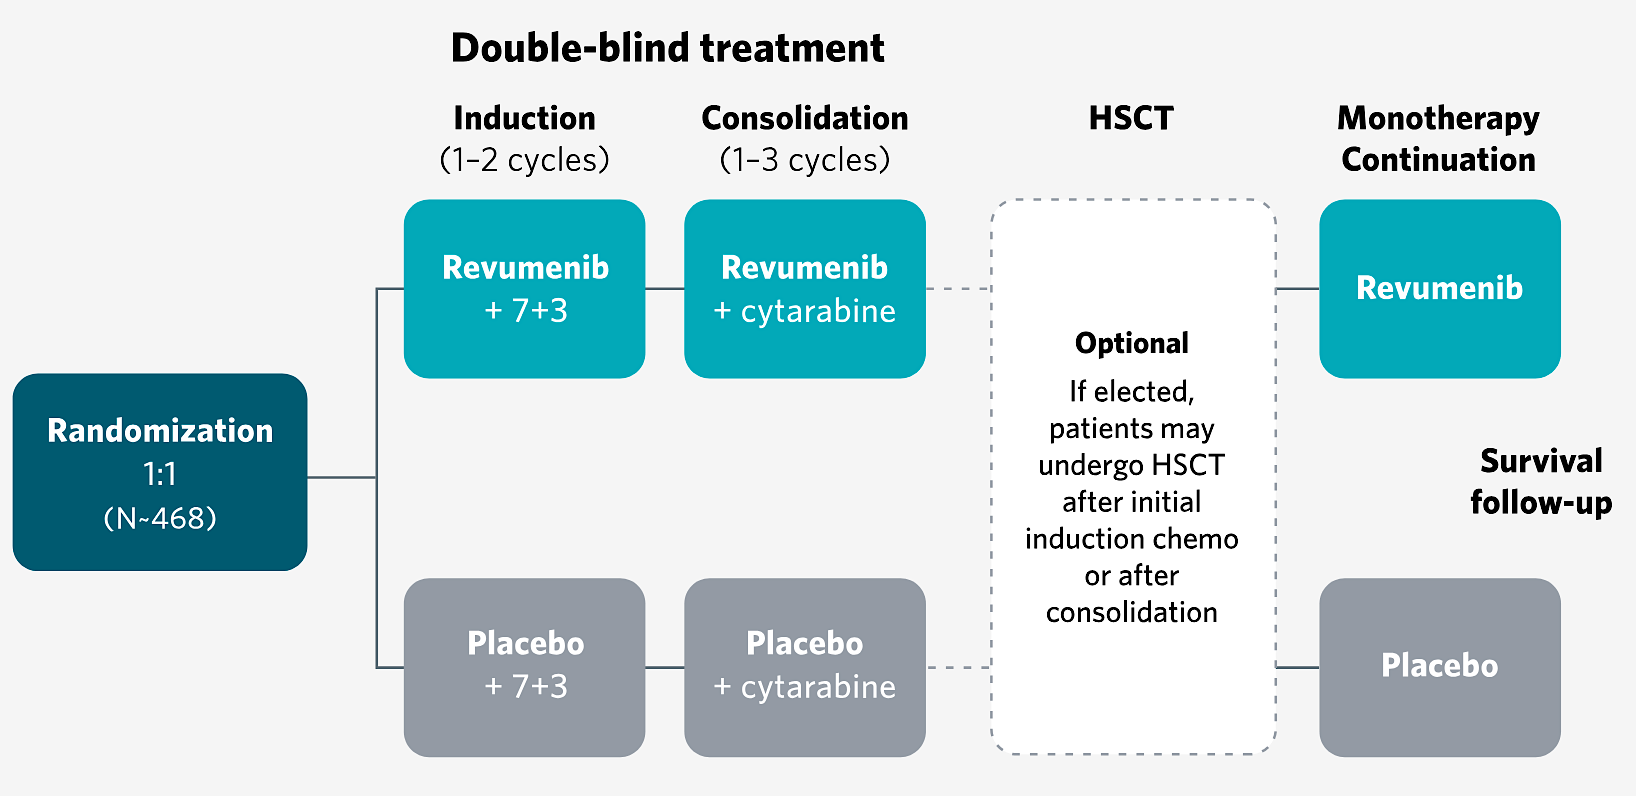 Double-blind treatment
Induction
(1–2 cycles)
Consolidation
(1–3 cycles)
HSCT
Monotherapy
Continuation
Revumenib
+ 7+3
Revumenib
+ cytarabine
Revumenib
Randomization
1:1
(N~468)
Optional
If elected,
patients may
undergo HSCT
after initial
induction chemo
or after
consolidation
Survival
follow-up
Placebo
+ 7+3
Placebo
+ cytarabine
Placebo